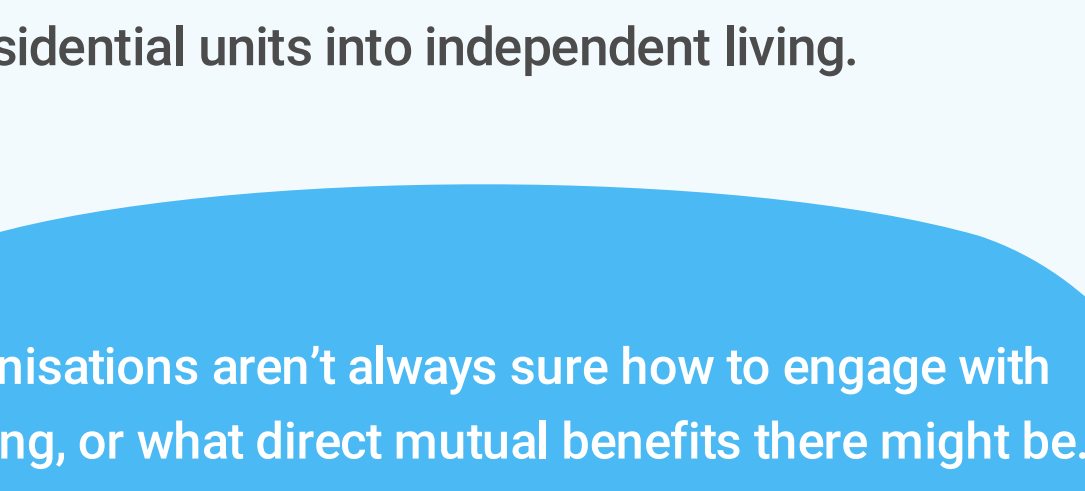 sidential units into independent living.
nisations aren’t always sure how to engage with
ng, or what direct mutual benefits there might be.